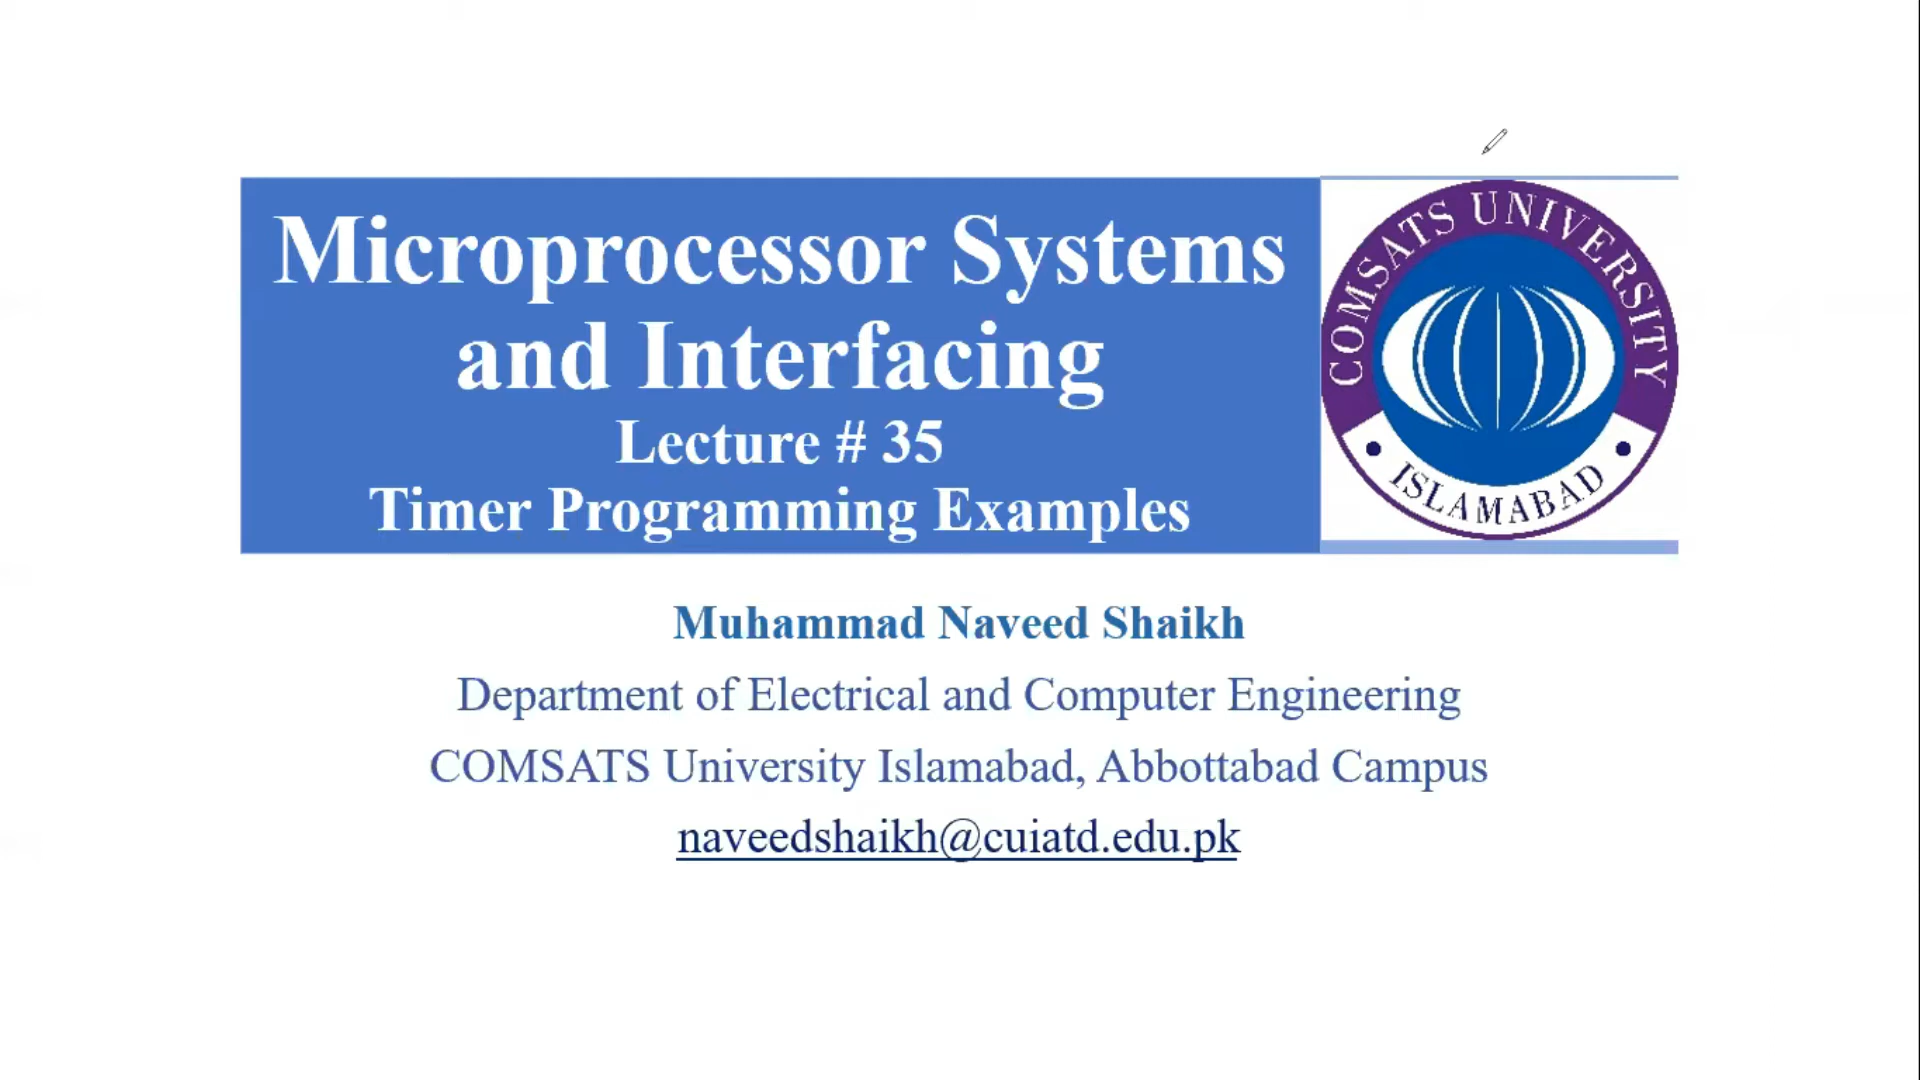 Microprocessor Systems
and Interfacing
Lecture # 35
Timer Programming Examples
COMSATS UNIVERSITY
ISLAMABAD
Muhammad Naveed Shaikh
Department of Electrical and Computer Engineering
COMSATS University Islamabad, Abbottabad Campus
naveedshaikh@cuiatd.edu.pk